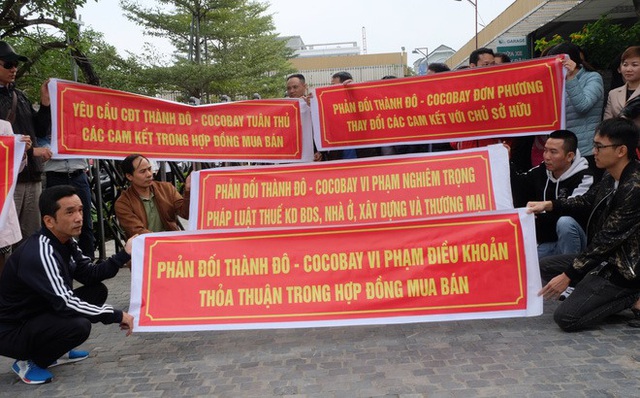 GARAGE
YÊU CẦU CĐT THÀNH ĐÔ - COCOBAY TUÂN THỦ
CÁC CAM KẾT TRONG HỢP ĐỒNG MUA BÁN
PHẢN ĐỐI THÀNH ĐÔ - COCOBAY ĐƠN PHƯƠNG
THAY ĐỔI CÁC CAM KẾT VỚI CHỦ SỞ HỮU
PHẢN ĐỐI THÀNH ĐÔ - COCOBAY VI PHẠM NGHIÊM TRỌNG
PHÁP LUẬT THUẾ KD BĐS, NHÀ Ở, XÂY DỰNG VÀ THƯƠNG MẠI
PHẢN ĐỐI THÀNH ĐÔ - COCOBAY VI PHẠM ĐIỀU KHOẢN
THỎA THUẬN TRONG HỢP ĐỒNG MUA BÁN